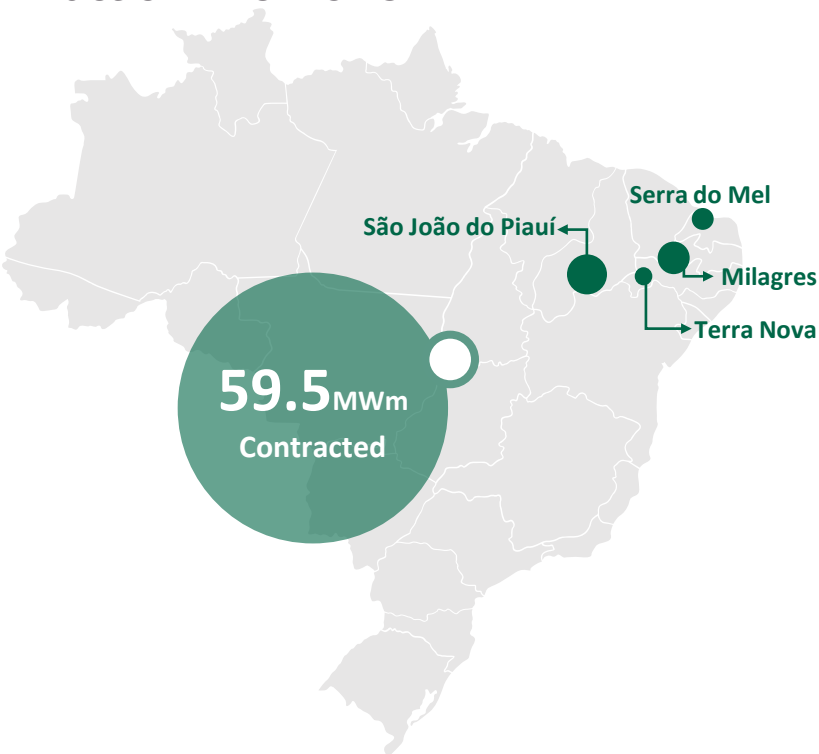 Serra do Mel
São João do Piauí
Milagres
Terra Nova
59.5MWm
Contracted